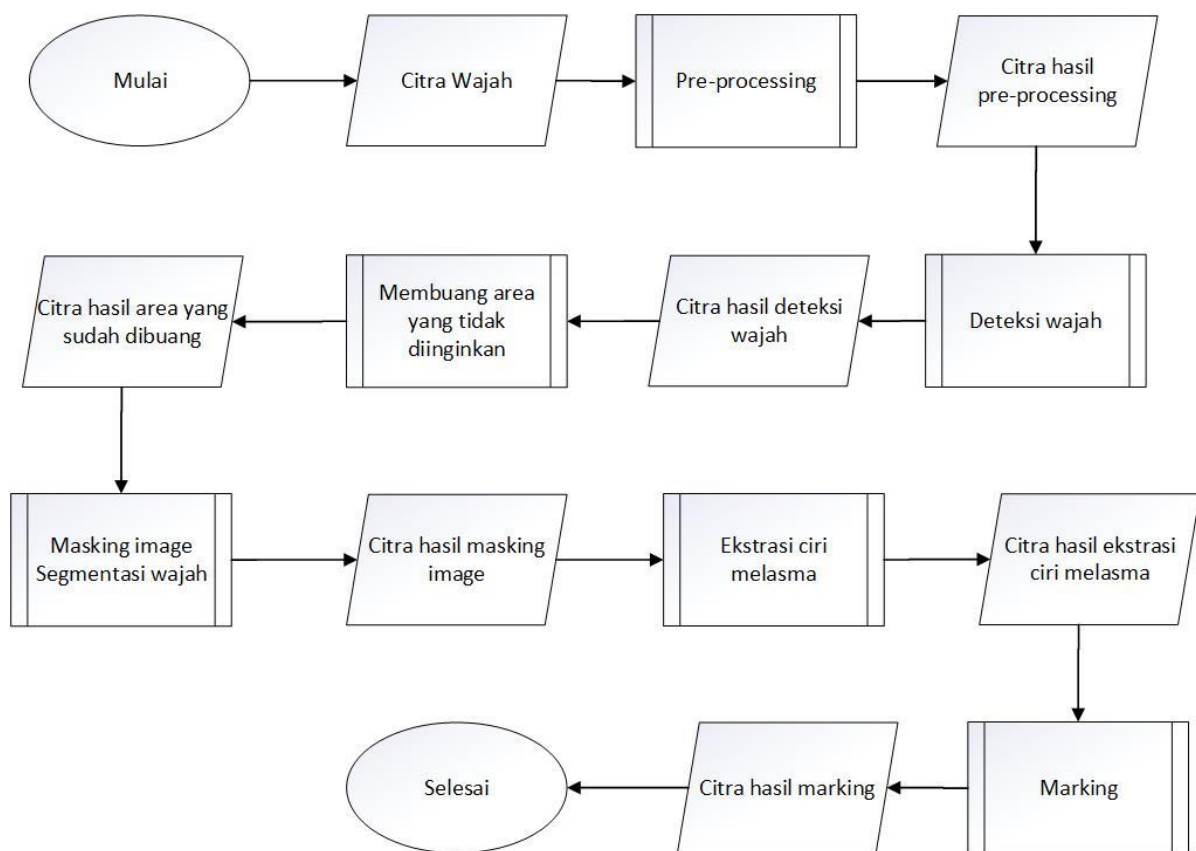 Mulai
Citra Wajah
Pre-processing
Citra hasil
pre-processing
Deteksi wajah
Citra hasil deteksi
wajah
Membuang area
yang tidak
diinginkan
Citra hasil area yang
sudah dibuang
Masking image
Segmentasi wajah
Citra hasil masking
image
Ekstrasi ciri
melasma
Citra hasil ekstrasi
ciri melasma
Marking
Citra hasil marking
Selesai